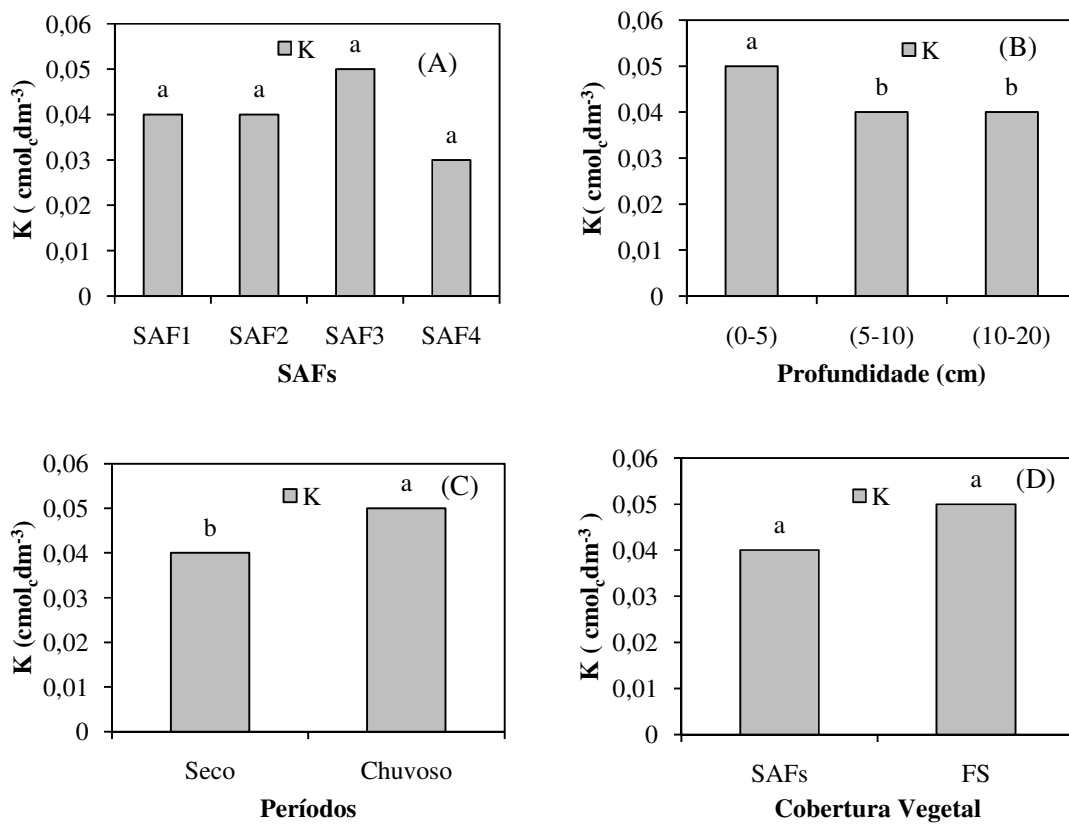 K ( cmolcdm-3)
0,06
0,05
0,04
0,03
0,02
0,01
0
K
(A)
a
a
a
a
SAF1 SAF2 SAF3 SAF4
SAFs
K( cmolcdm-3)
0,06
0,05
0,04
0,03
0,02
0,01
0
K
(B)
a
b
b
(0-5) (5-10) (10-20)
Profundidade (cm)
K (cmolcdm-3)
0,06
0,05
0,04
0,03
0,02
0,01
0
K
(C)
b
a
Seco Chuvoso
Períodos
K ( cmolcdm-3 )
0,06
0,05
0,04
0,03
0,02
0,01
0
K
(D)
a
a
SAFs FS
Cobertura Vegetal